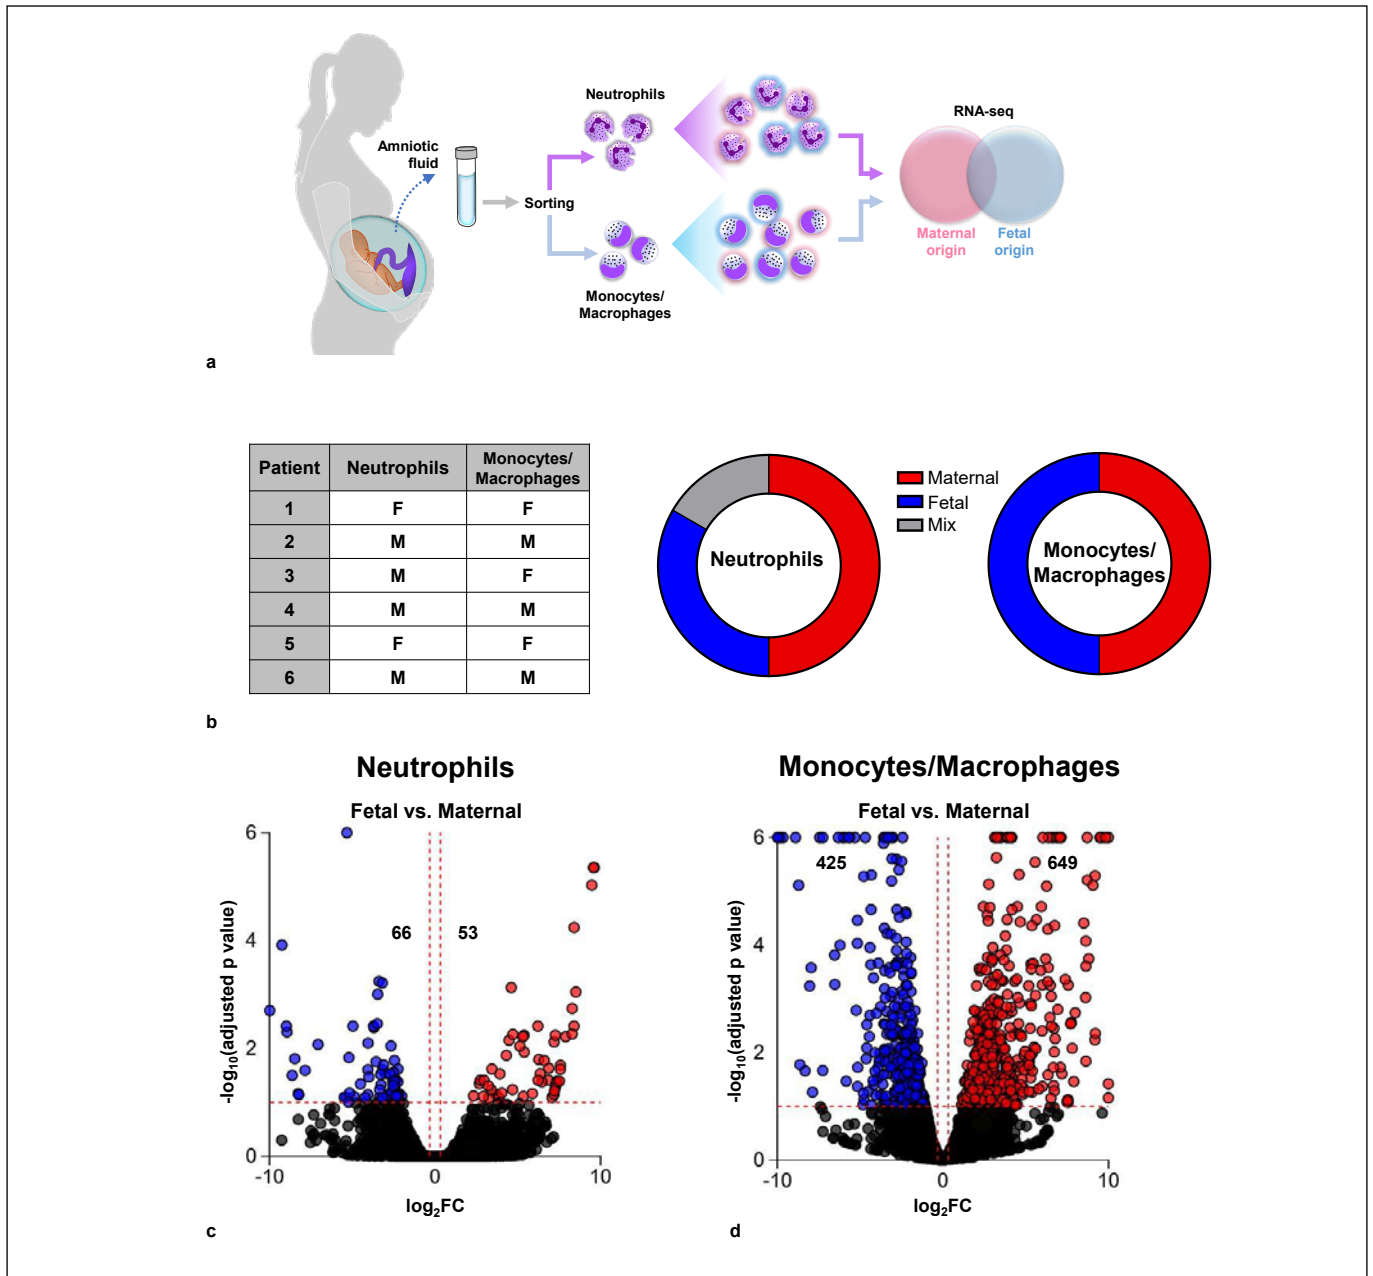 Neutrophils
RNA-seq
Amniotic
fluid
Sorting
Maternal
origin
Fetal
origin
Monocytes/
Macrophages
a
Patient Neutrophils Monocytes/
Macrophages
1 F F
2 M M
3 M F
4 M M
5 F F
6 M M
Neutrophils
Maternal
Fetal
Mix
Monocytes/
Macrophages
b
Neutrophils
Fetal vs. Maternal
6
4
2
0
-log₁₀(adjusted p value)
66 53
-10 0 10
log₂FC
c
Monocytes/Macrophages
Fetal vs. Maternal
6
4
2
0
-log₁₀(adjusted p value)
425 649
-10 0 10
log₂FC
d